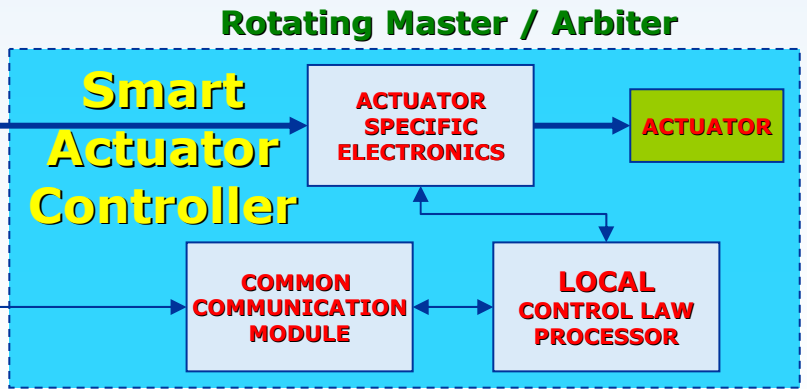 Rotating Master / Arbiter
Smart
Actuator
Controller
ACTUATOR
SPECIFIC
ELECTRONICS
ACTUATOR
COMMON
COMMUNICATION
MODULE
LOCAL
CONTROL LAW
PROCESSOR